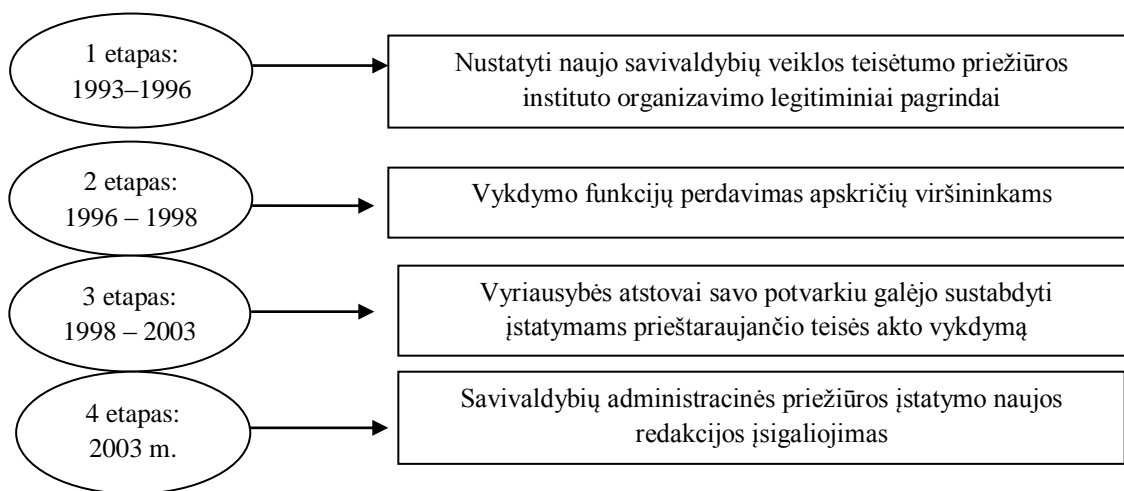 1 etapas:
1993–1996
Nustatyti naujo savivaldybių veiklos teisėtumo priežiūros
instituto organizavimo legitiminiai pagrindai
2 etapas:
1996 – 1998
Vykdymo funkcijų perdavimas apskričių viršininkams
3 etapas:
1998 – 2003
Vyriausybės atstovai savo potvarkiu galėjo sustabdyti
įstatymams prieštaraujančio teisės akto vykdymą
4 etapas:
2003 m.
Savivaldybių administracinės priežiūros įstatymo naujos
redakcijos įsigaliojimas